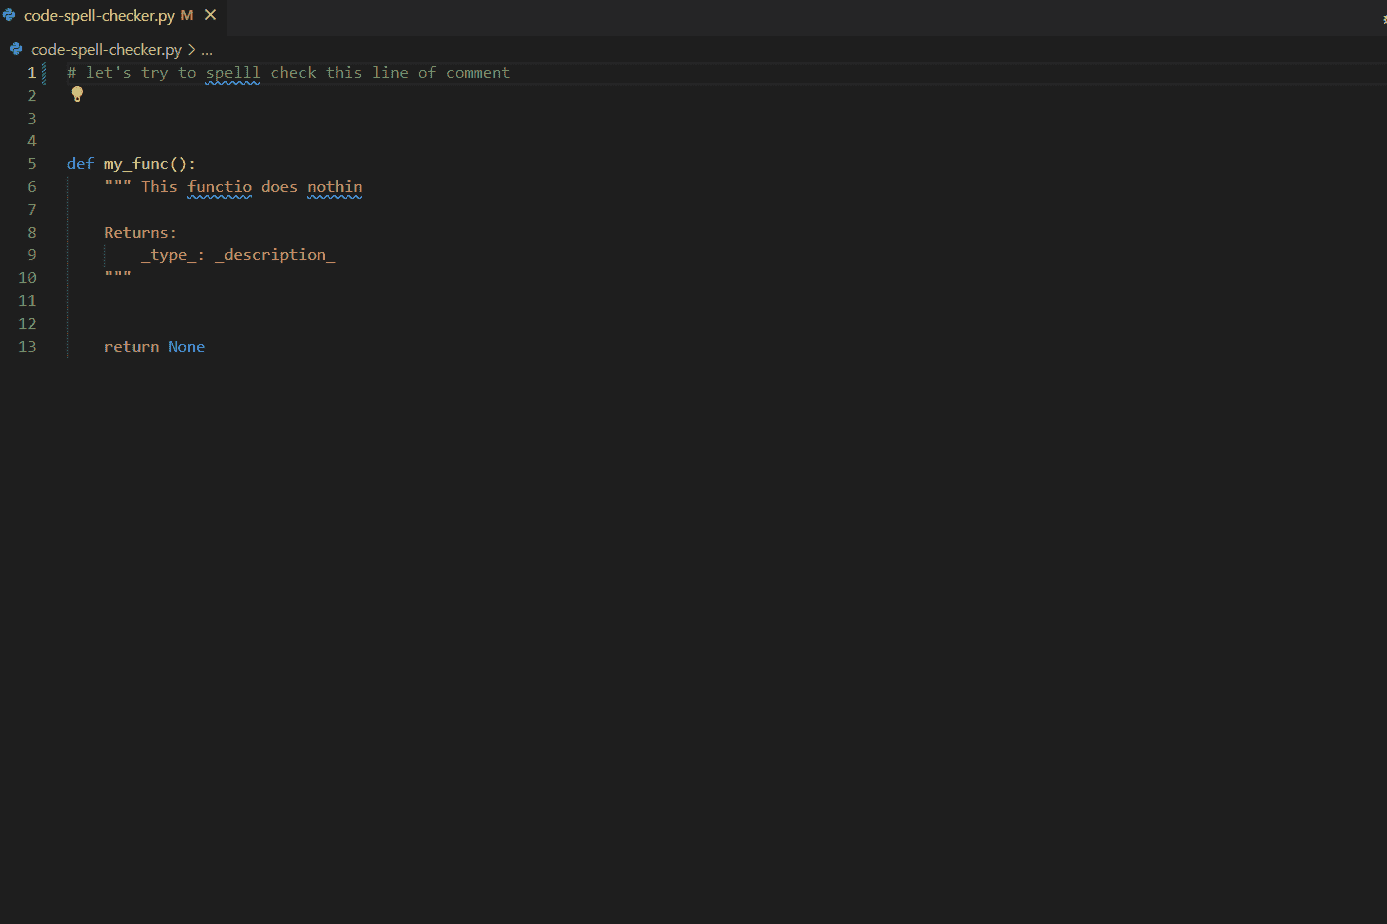 code-spell-checker.py M
code-spell-checker.py > ...
1 # let's try to spelll check this line of comment
2
3
4
5 def my_func():
6     """ This functio does nothin
7
8     Returns:
9         _type_: _description_
10     """
11
12
13     return None